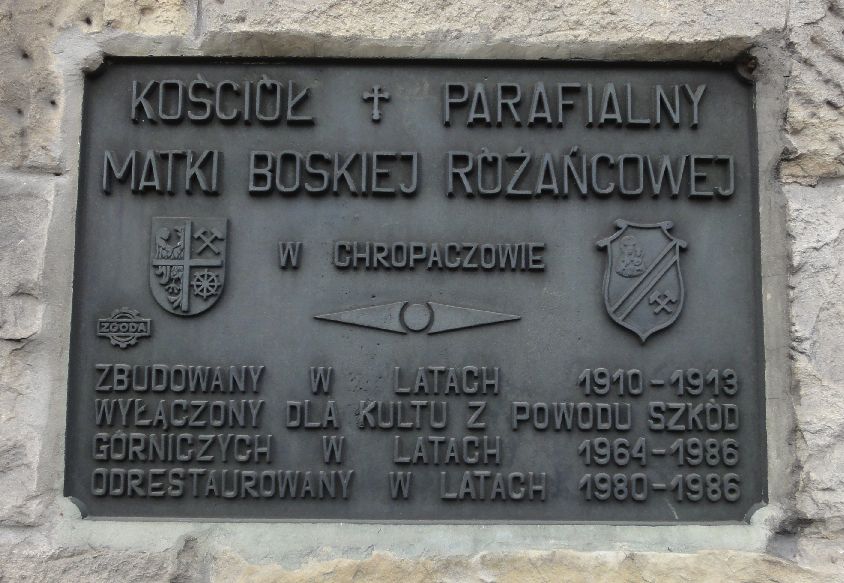 KOŚCIÓŁ PARAFIALNY
MATKI BOSKIEJ RÓŻAŃCOWEJ
W CHROPACZOWIE
ZGODA
ZBUDOWANY W LATACH 1910-1913
WYŁĄCZONY DLA KULTU Z POWODU SZKÓD
GÓRNICZYCH W LATACH 1964-1986
ODRESTAUROWANY W LATACH 1980-1986